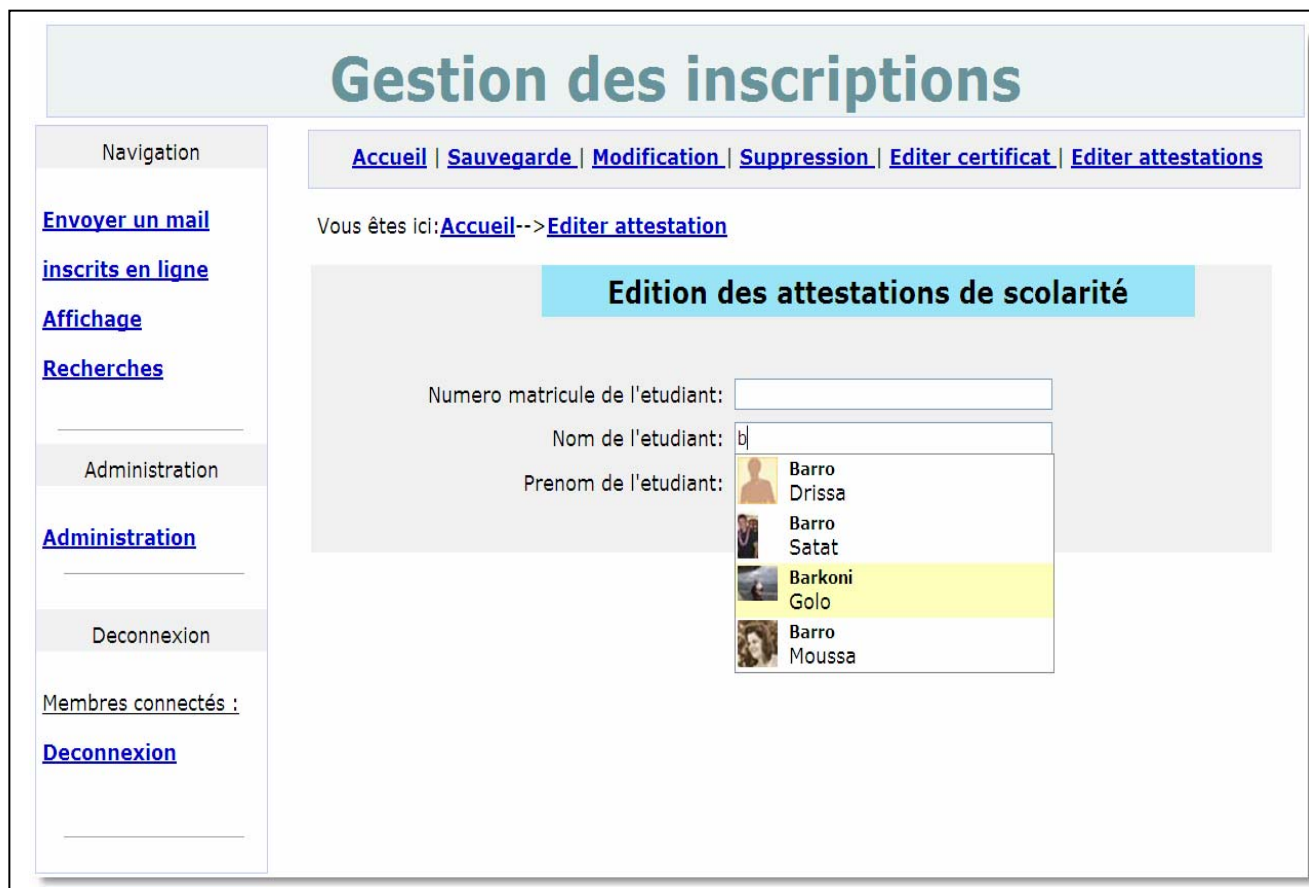 Gestion des inscriptions
Navigation
Envoyer un mail
inscrits en ligne
Affichage
Recherches
Administration
Administration
Deconnexion
Membres connectés :
Deconnexion
Accueil | Sauvegarde | Modification | Suppression | Editer certificat | Editer attestations
Vous êtes ici:Accueil-->Editer attestation
Edition des attestations de scolarité
Numero matricule de l'etudiant:
Nom de l'etudiant: b
Prenom de l'etudiant:
Barro
Drissa
Barro
Satat
Barkoni
Golo
Barro
Moussa